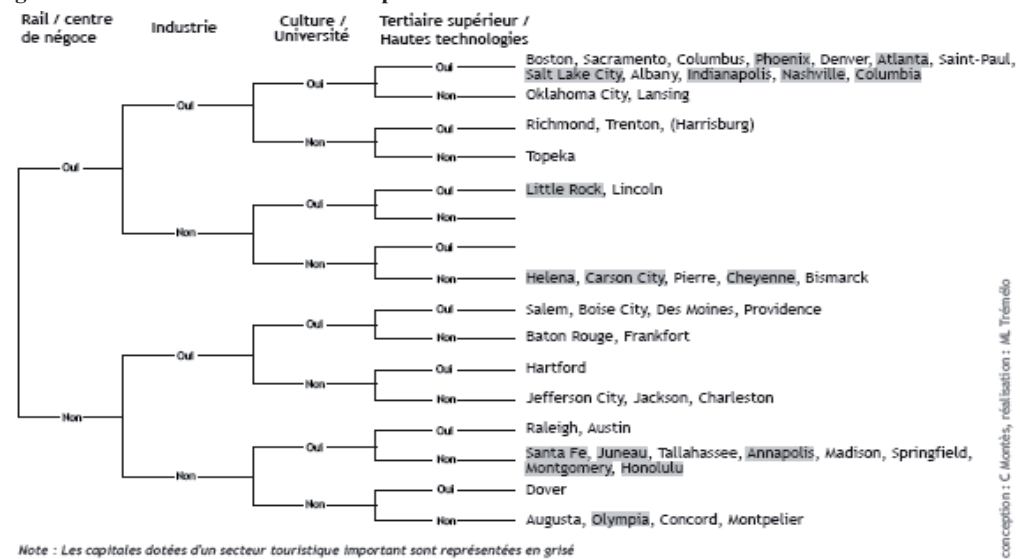 Rail / centre
de négoce
Industrie
Culture /
Université
Tertiaire supérieur /
Hautes technologies
Oui
Boston, Sacramento, Columbus, Phoenix, Denver, Atlanta, Saint-Paul,
Salt Lake City, Albany, Indianapolis, Nashville, Columbia
Oui
Non
Oklahoma City, Lansing
Oui
Oui
Richmond, Trenton, (Harrisburg)
Non
Non
Topeka
Oui
Oui
Little Rock, Lincoln
Oui
Non
Non
Oui
Non
Non
Helena, Carson City, Pierre, Cheyenne, Bismarck
Oui
Salem, Boise City, Des Moines, Providence
Oui
Non
Baton Rouge, Frankfort
Oui
Oui
Hartford
Non
Non
Jefferson City, Jackson, Charleston
Non
Oui
Raleigh, Austin
Oui
Non
Santa Fe, Juneau, Tallahassee, Annapolis, Madison, Springfield,
Montgomery, Honolulu
Non
Oui
Dover
Non
Non
Augusta, Olympia, Concord, Montpelier
Note : Les capitales dotées d'un secteur touristique important sont représentées en grisé
conception : C Montès, réalisation : ML Trémélo